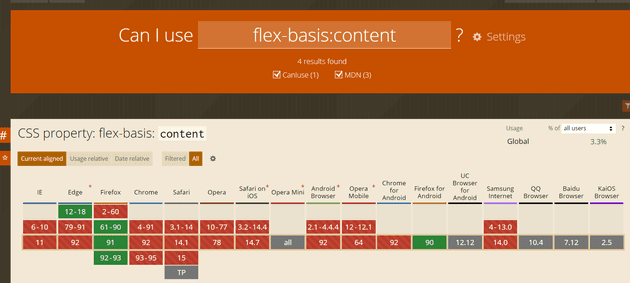 Can I use flex-basis:content ? Settings
4 results found
CanIuse (1) MDN (3)
#
CSS property: flex-basis: content
Usage % of all users ?
Global 3.3%
Current aligned Usage relative Date relative Filtered All
IE Edge * Firefox Chrome Safari Opera Safari on iOS * Opera Mini * Android Browser * Opera Mobile * Chrome for Android Firefox for Android UC Browser for Android Samsung Internet QQ Browser Baidu Browser KaiOS Browser
12-18 2-60
6-10 79-91 61-90 4-91 3.1-14 10-77 3.2-14.4 2.1-4.4.4 12-12.1 4-13.0
11 92 91 92 14.1 78 14.7 all 92 64 92 90 12.12 14.0 10.4 7.12 2.5
92-93 93-95 15
TP